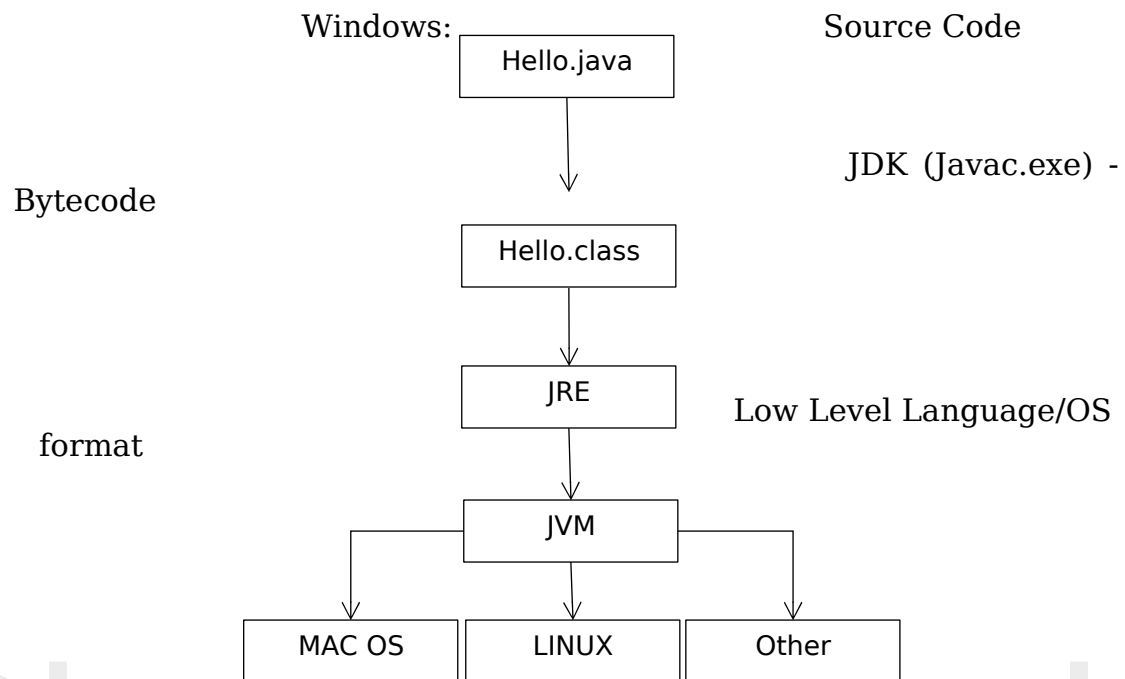 Windows: Source Code
Hello.java
JDK (Javac.exe) -
Bytecode
Hello.class
JRE
Low Level Language/OS
format
JVM
MAC OS LINUX Other